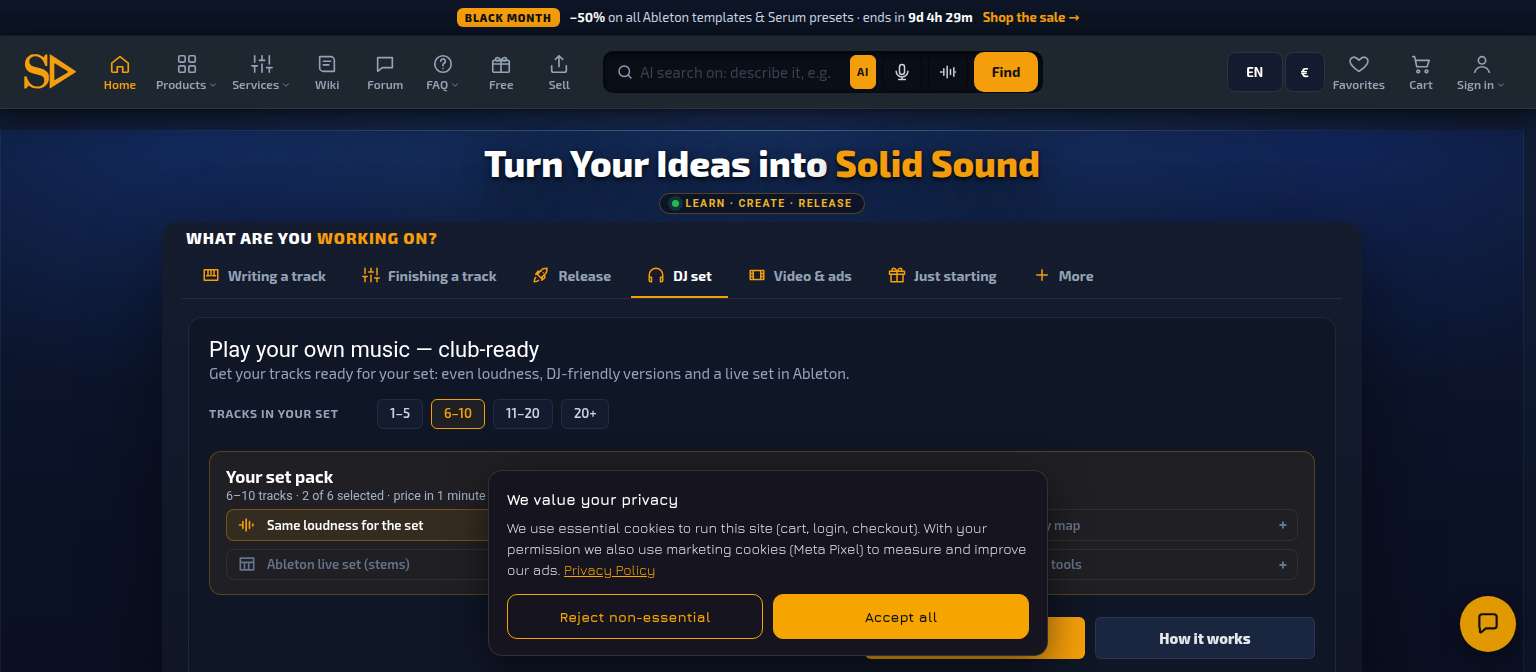 BLACK MONTH −50% on all Ableton templates & Serum presets · ends in 9d 4h 29m Shop the sale →
Home Products Services Wiki Forum FAQ Free Sell AI search on: describe it, e.g. AI Find EN € Favorites Cart Sign in
Turn Your Ideas into Solid Sound
LEARN · CREATE · RELEASE
WHAT ARE YOU WORKING ON?
Writing a track Finishing a track Release DJ set Video & ads Just starting More
Play your own music — club-ready
Get your tracks ready for your set: even loudness, DJ-friendly versions and a live set in Ableton.
TRACKS IN YOUR SET 1–5 6–10 11–20 20+
Your set pack
6–10 tracks · 2 of 6 selected · price in 1 minute
Same loudness for the set map +
Ableton live set (stems) tools +
We value your privacy
We use essential cookies to run this site (cart, login, checkout). With your
permission we also use marketing cookies (Meta Pixel) to measure and improve
our ads. Privacy Policy
Reject non-essential Accept all
How it works